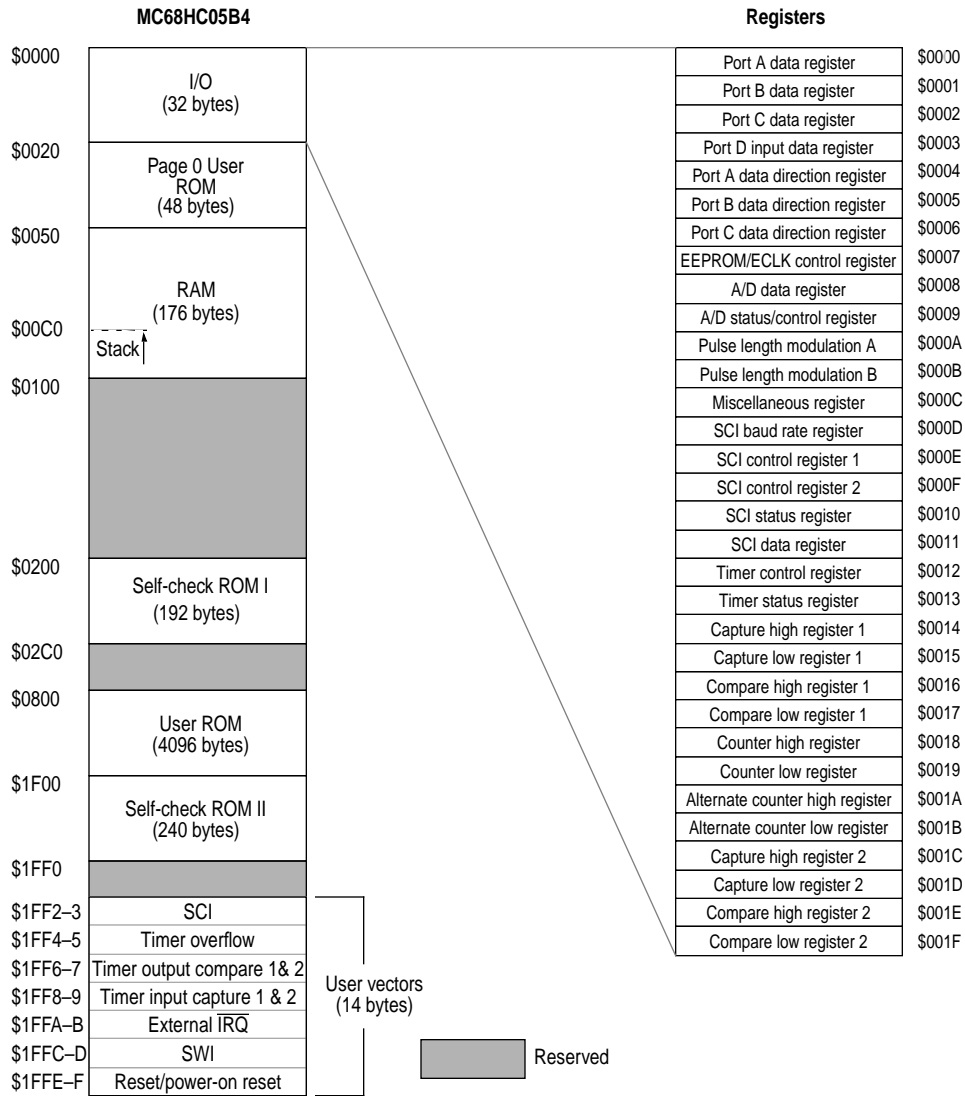 MC68HC05B4
$0000
I/O
(32 bytes)
$0020
Page 0 User
ROM
(48 bytes)
$0050
RAM
(176 bytes)
$00C0
Stack
$0100
$0200
Self-check ROM I
(192 bytes)
$02C0
$0800
User ROM
(4096 bytes)
$1F00
Self-check ROM II
(240 bytes)
$1FF0
$1FF2–3 SCI
$1FF4–5 Timer overflow
$1FF6–7 Timer output compare 1& 2
$1FF8–9 Timer input capture 1 & 2
$1FFA–B External IRQ
$1FFC–D SWI
$1FFE–F Reset/power-on reset
User vectors
(14 bytes)
Reserved
Registers
Port A data register $0000
Port B data register $0001
Port C data register $0002
Port D input data register $0003
Port A data direction register $0004
Port B data direction register $0005
Port C data direction register $0006
EEPROM/ECLK control register $0007
A/D data register $0008
A/D status/control register $0009
Pulse length modulation A $000A
Pulse length modulation B $000B
Miscellaneous register $000C
SCI baud rate register $000D
SCI control register 1 $000E
SCI control register 2 $000F
SCI status register $0010
SCI data register $0011
Timer control register $0012
Timer status register $0013
Capture high register 1 $0014
Capture low register 1 $0015
Compare high register 1 $0016
Compare low register 1 $0017
Counter high register $0018
Counter low register $0019
Alternate counter high register $001A
Alternate counter low register $001B
Capture high register 2 $001C
Capture low register 2 $001D
Compare high register 2 $001E
Compare low register 2 $001F